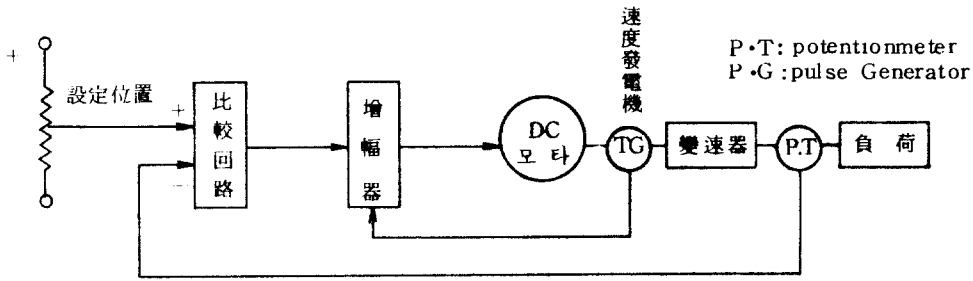 +
設定位置
+
−
比較回路
增幅器
DC
모타
速度發電機
TG
變速器
P.T
負荷
P•T: potentionmeter
P•G:pulse Generator